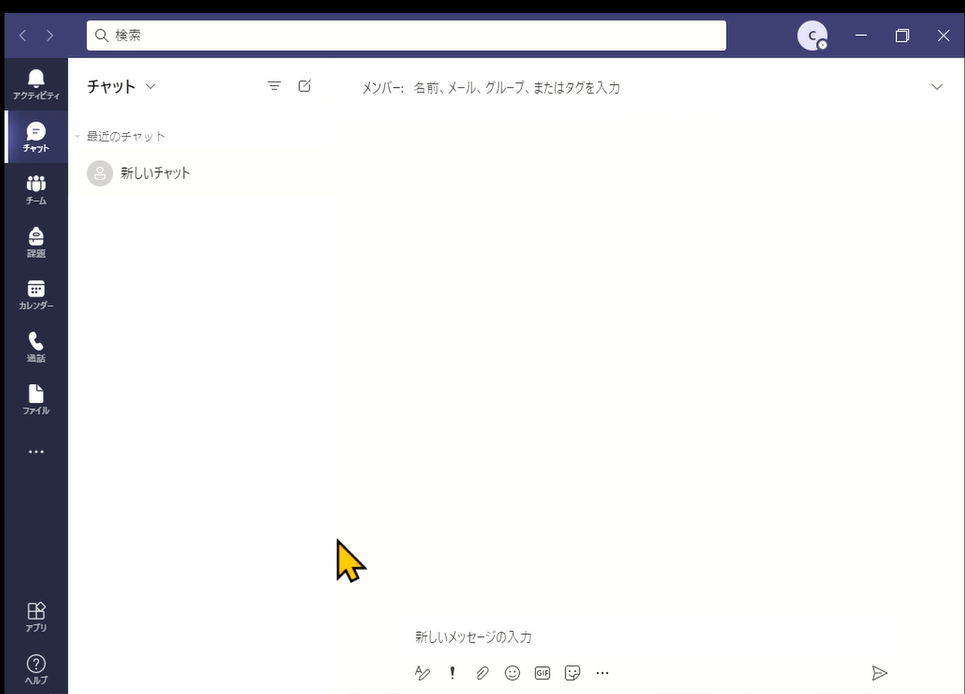 検索
C
アクティビティ
チャット
チーム
課題
カレンダー
通話
ファイル
アプリ
ヘルプ
チャット
最近のチャット
新しいチャット
メンバー: 名前、メール、グループ、またはタグを入力
新しいメッセージの入力
GIF